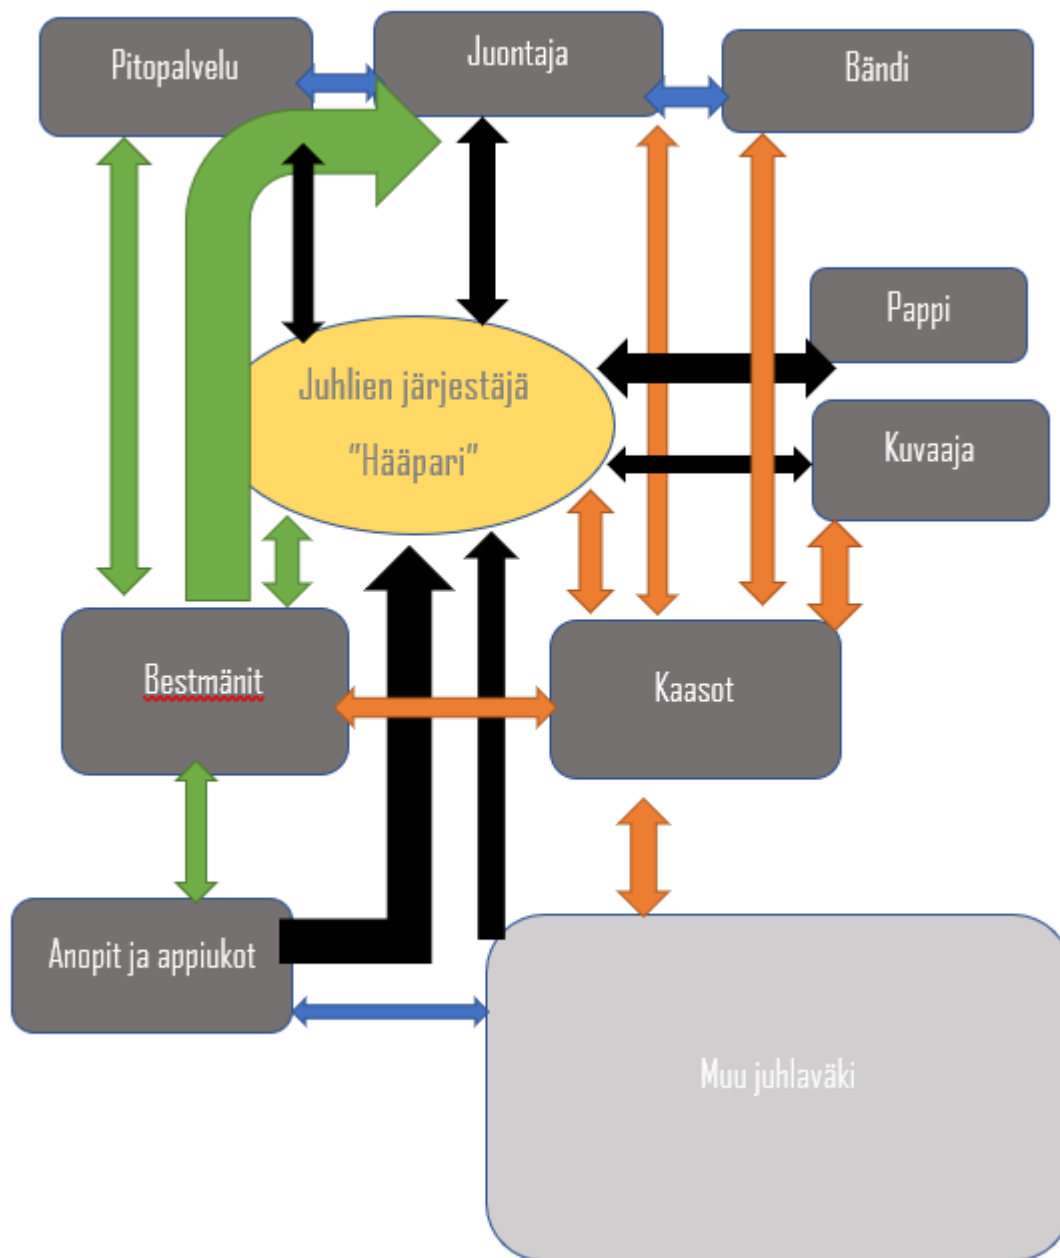 Pitopalvelu
Juontaja
Bändi
Pappi
Juhlien järjestäjä
"Hääpari"
Kuvaaja
Bestmänit
Kaasot
Anopit ja appiukot
Muu juhlaväki